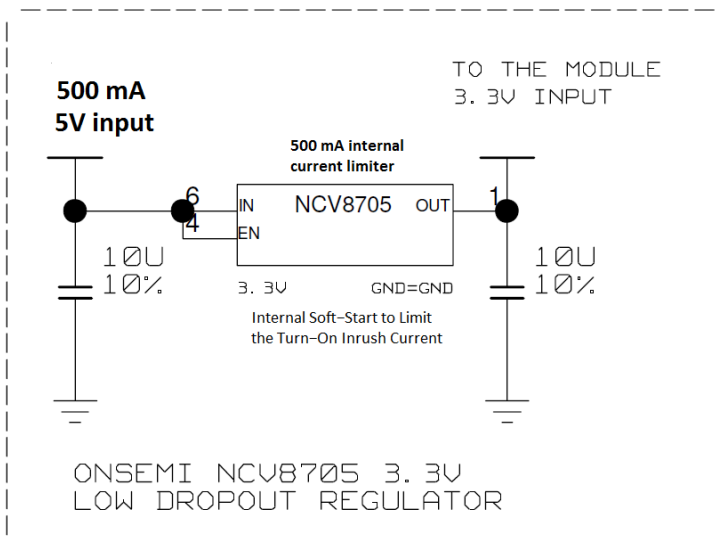 500 mA
5V input
TO THE MODULE
3.3V INPUT
500 mA internal
current limiter
6
IN
NCV8705
OUT
1
4
EN
10U
10%
3.3V
GND=GND
10U
10%
Internal Soft–Start to Limit
the Turn–On Inrush Current
ONSEMI NCV8705 3.3V
LOW DROPOUT REGULATOR